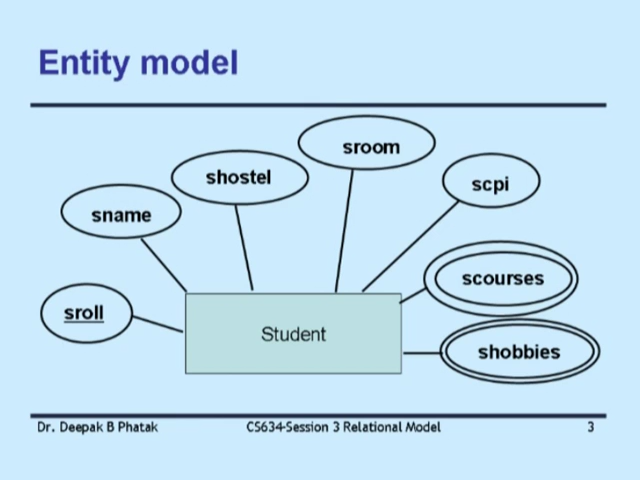 Entity model
sroom
shostel
scpi
sname
scourses
sroll
Student
shobbies
Dr. Deepak B Phatak
CS634-Session 3 Relational Model
3